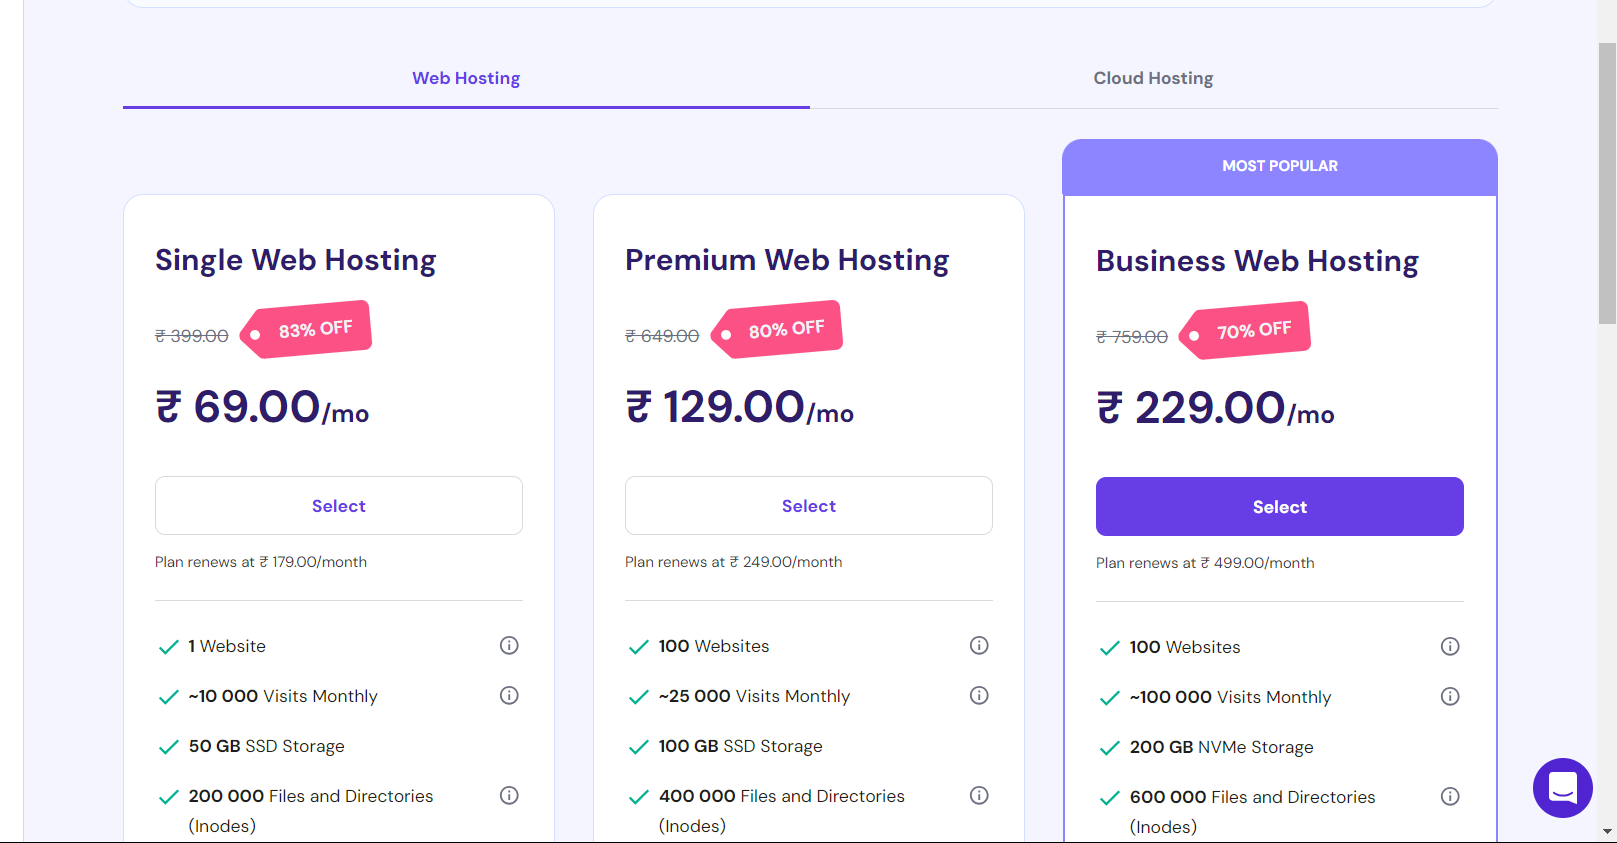 Web Hosting
Cloud Hosting
Single Web Hosting
₹ 399.00
83% OFF
₹ 69.00/mo
Select
Plan renews at ₹ 179.00/month
1 Website
~10 000 Visits Monthly
50 GB SSD Storage
200 000 Files and Directories
(Inodes)
Premium Web Hosting
₹ 649.00
80% OFF
₹ 129.00/mo
Select
Plan renews at ₹ 249.00/month
100 Websites
~25 000 Visits Monthly
100 GB SSD Storage
400 000 Files and Directories
(Inodes)
MOST POPULAR
Business Web Hosting
₹ 759.00
70% OFF
₹ 229.00/mo
Select
Plan renews at ₹ 499.00/month
100 Websites
~100 000 Visits Monthly
200 GB NVMe Storage
600 000 Files and Directories
(Inodes)